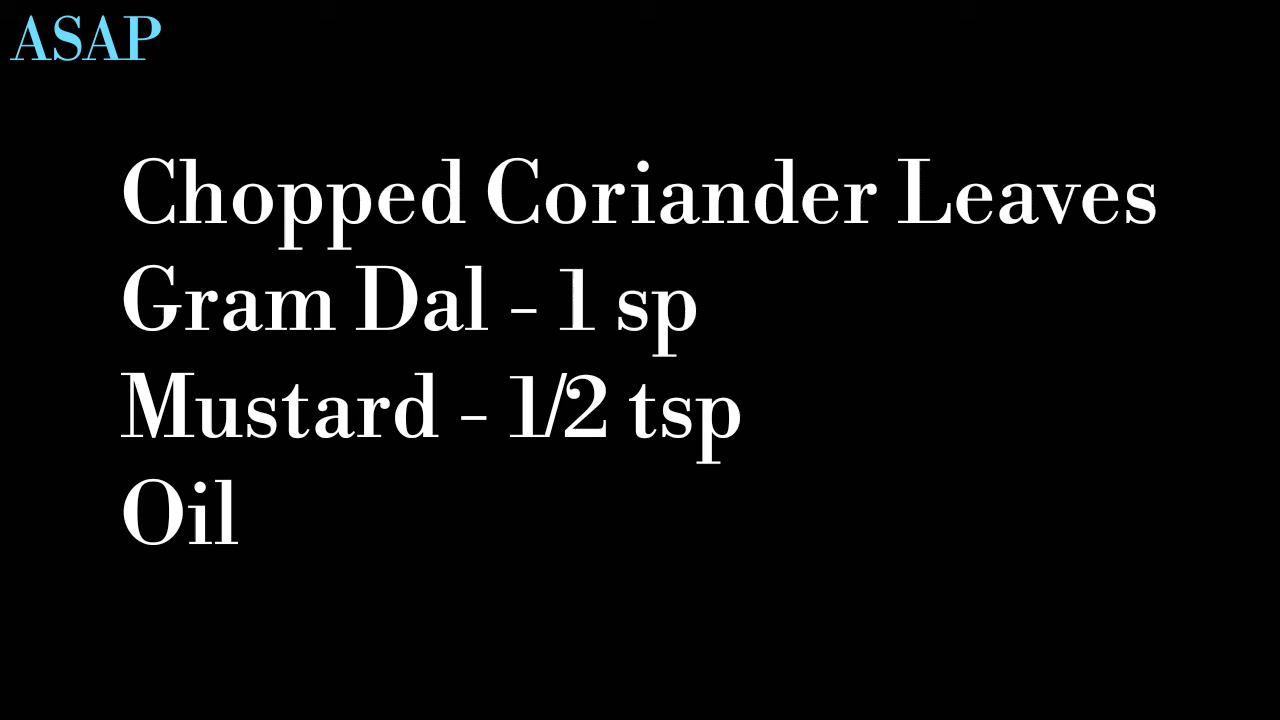 ASAP
Chopped Coriander Leaves
Gram Dal - 1 sp
Mustard - 1/2 tsp
Oil